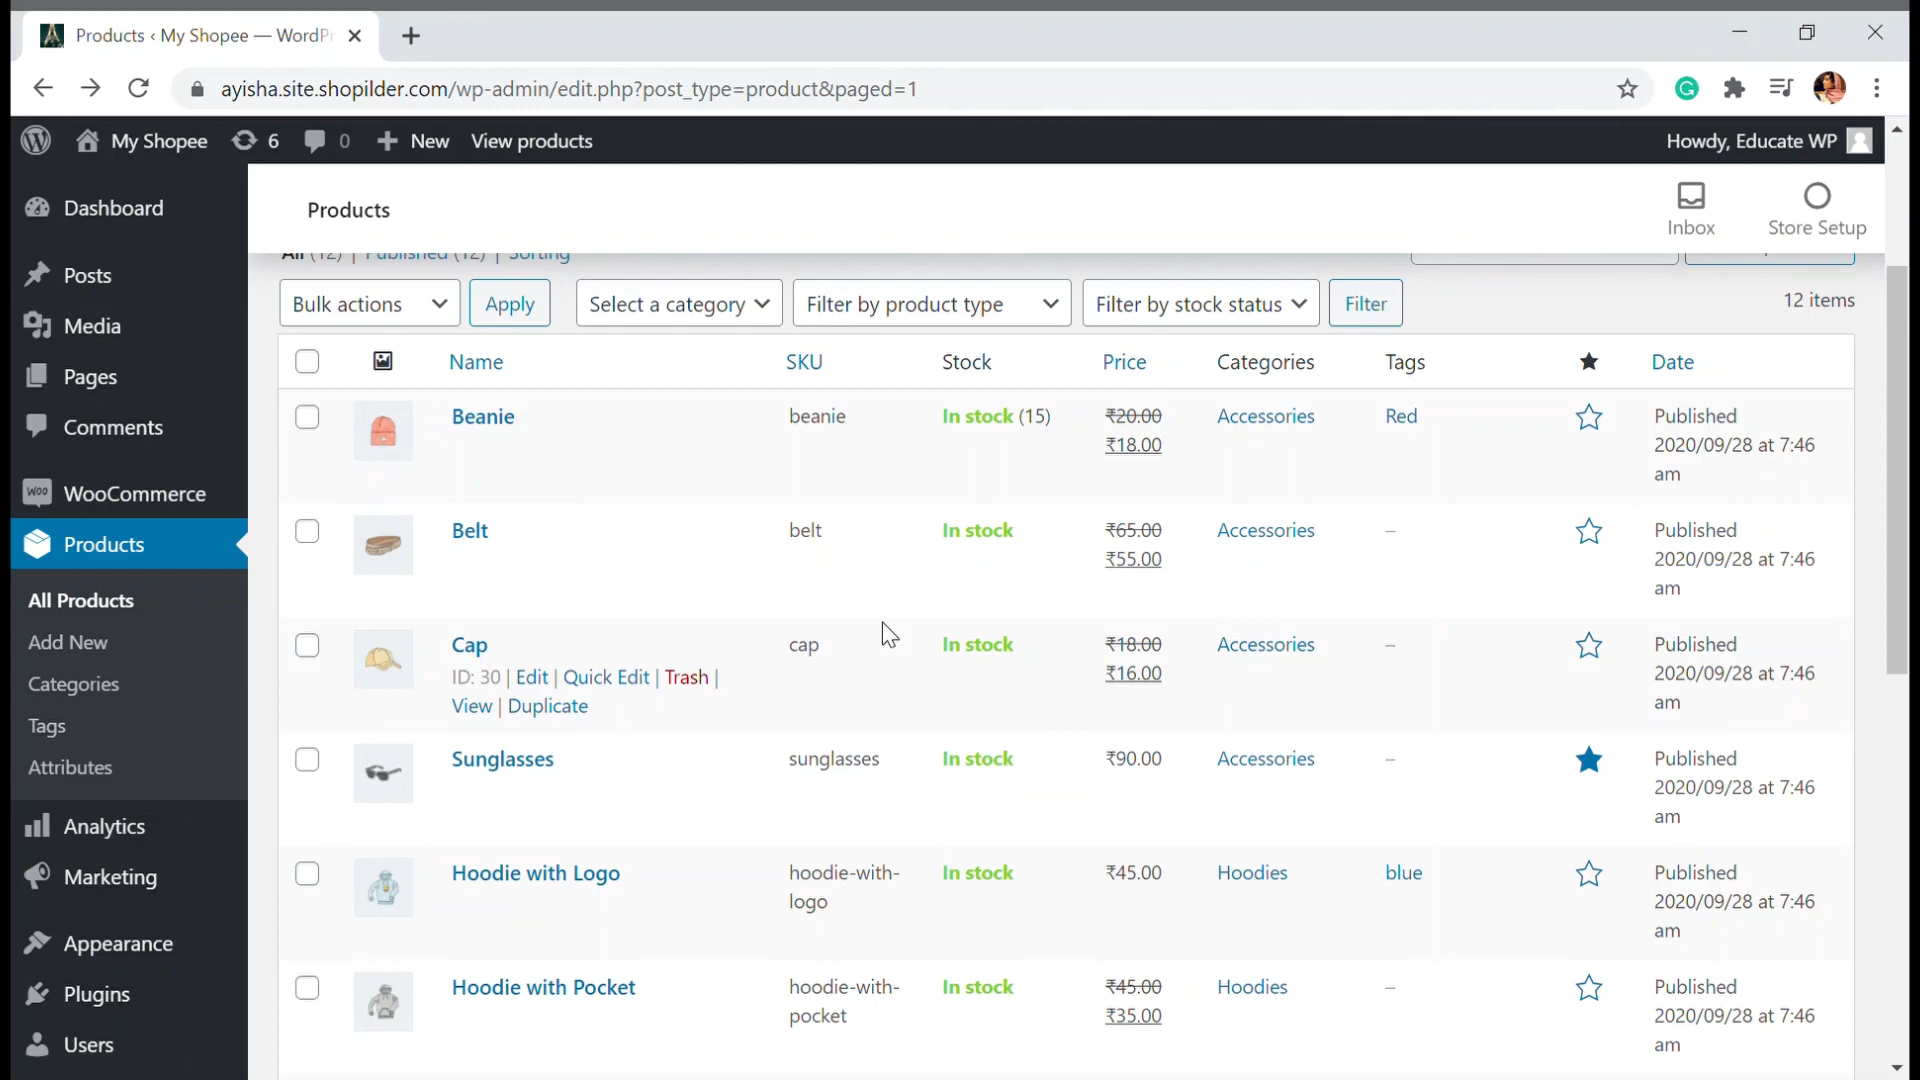 Products ‹ My Shopee — WordPr
ayisha.site.shopilder.com/wp-admin/edit.php?post_type=product&paged=1
My Shopee 6 0 New View products Howdy, Educate WP
Products
Inbox
Store Setup
All (12) | Published (12) | Sorting
Bulk actions Apply Select a category Filter by product type Filter by stock status Filter 12 items
Name SKU Stock Price Categories Tags Date
Beanie beanie In stock (15) ₹20.00 Accessories Red Published
₹18.00 2020/09/28 at 7:46
am
Belt belt In stock ₹65.00 Accessories – Published
₹55.00 2020/09/28 at 7:46
am
Cap cap In stock ₹18.00 Accessories – Published
ID: 30 | Edit | Quick Edit | Trash | ₹16.00 2020/09/28 at 7:46
View | Duplicate am
Sunglasses sunglasses In stock ₹90.00 Accessories – Published
2020/09/28 at 7:46
am
Hoodie with Logo hoodie-with- In stock ₹45.00 Hoodies blue Published
logo 2020/09/28 at 7:46
am
Hoodie with Pocket hoodie-with- In stock ₹45.00 Hoodies – Published
pocket ₹35.00 2020/09/28 at 7:46
am
Dashboard
Posts
Media
Pages
Comments
Woo WooCommerce
Products
All Products
Add New
Categories
Tags
Attributes
Analytics
Marketing
Appearance
Plugins
Users